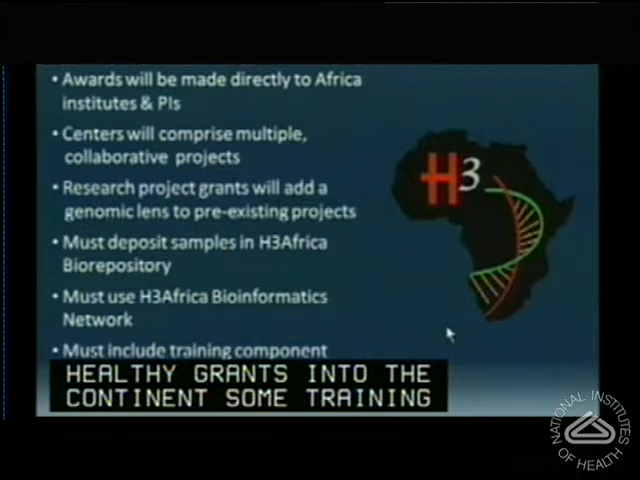 • Awards will be made directly to Africa
institutes & PIs
• Centers will comprise multiple,
collaborative projects
• Research project grants will add a
genomic lens to pre-existing projects
• Must deposit samples in H3Africa
Biorepository
• Must use H3Africa Bioinformatics
Network
• Must include training component
H3
HEALTHY GRANTS INTO THE
CONTINENT SOME TRAINING
NATIONAL INSTITUTES
OF HEALTH